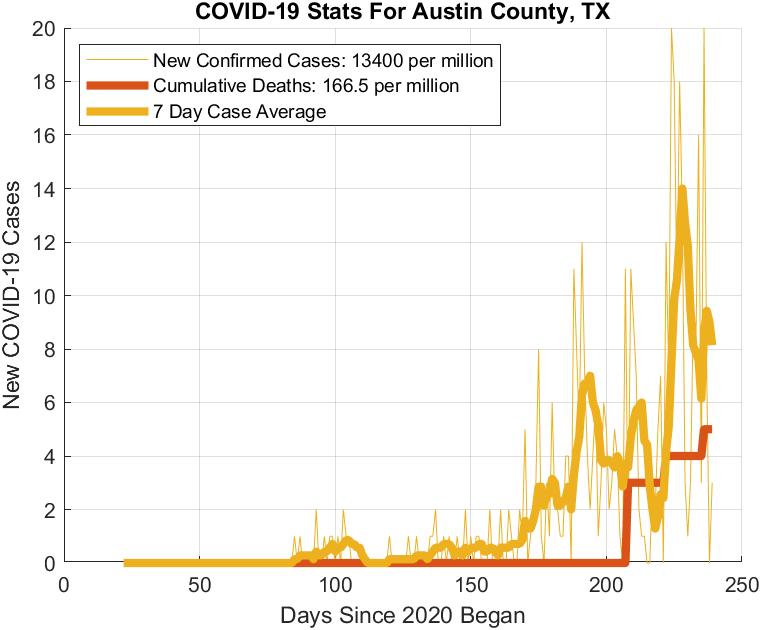 COVID-19 Stats For Austin County, TX
New Confirmed Cases: 13400 per million
Cumulative Deaths: 166.5 per million
7 Day Case Average
New COVID-19 Cases
20
18
16
14
12
10
8
6
4
2
0
0 50 100 150 200 250
Days Since 2020 Began